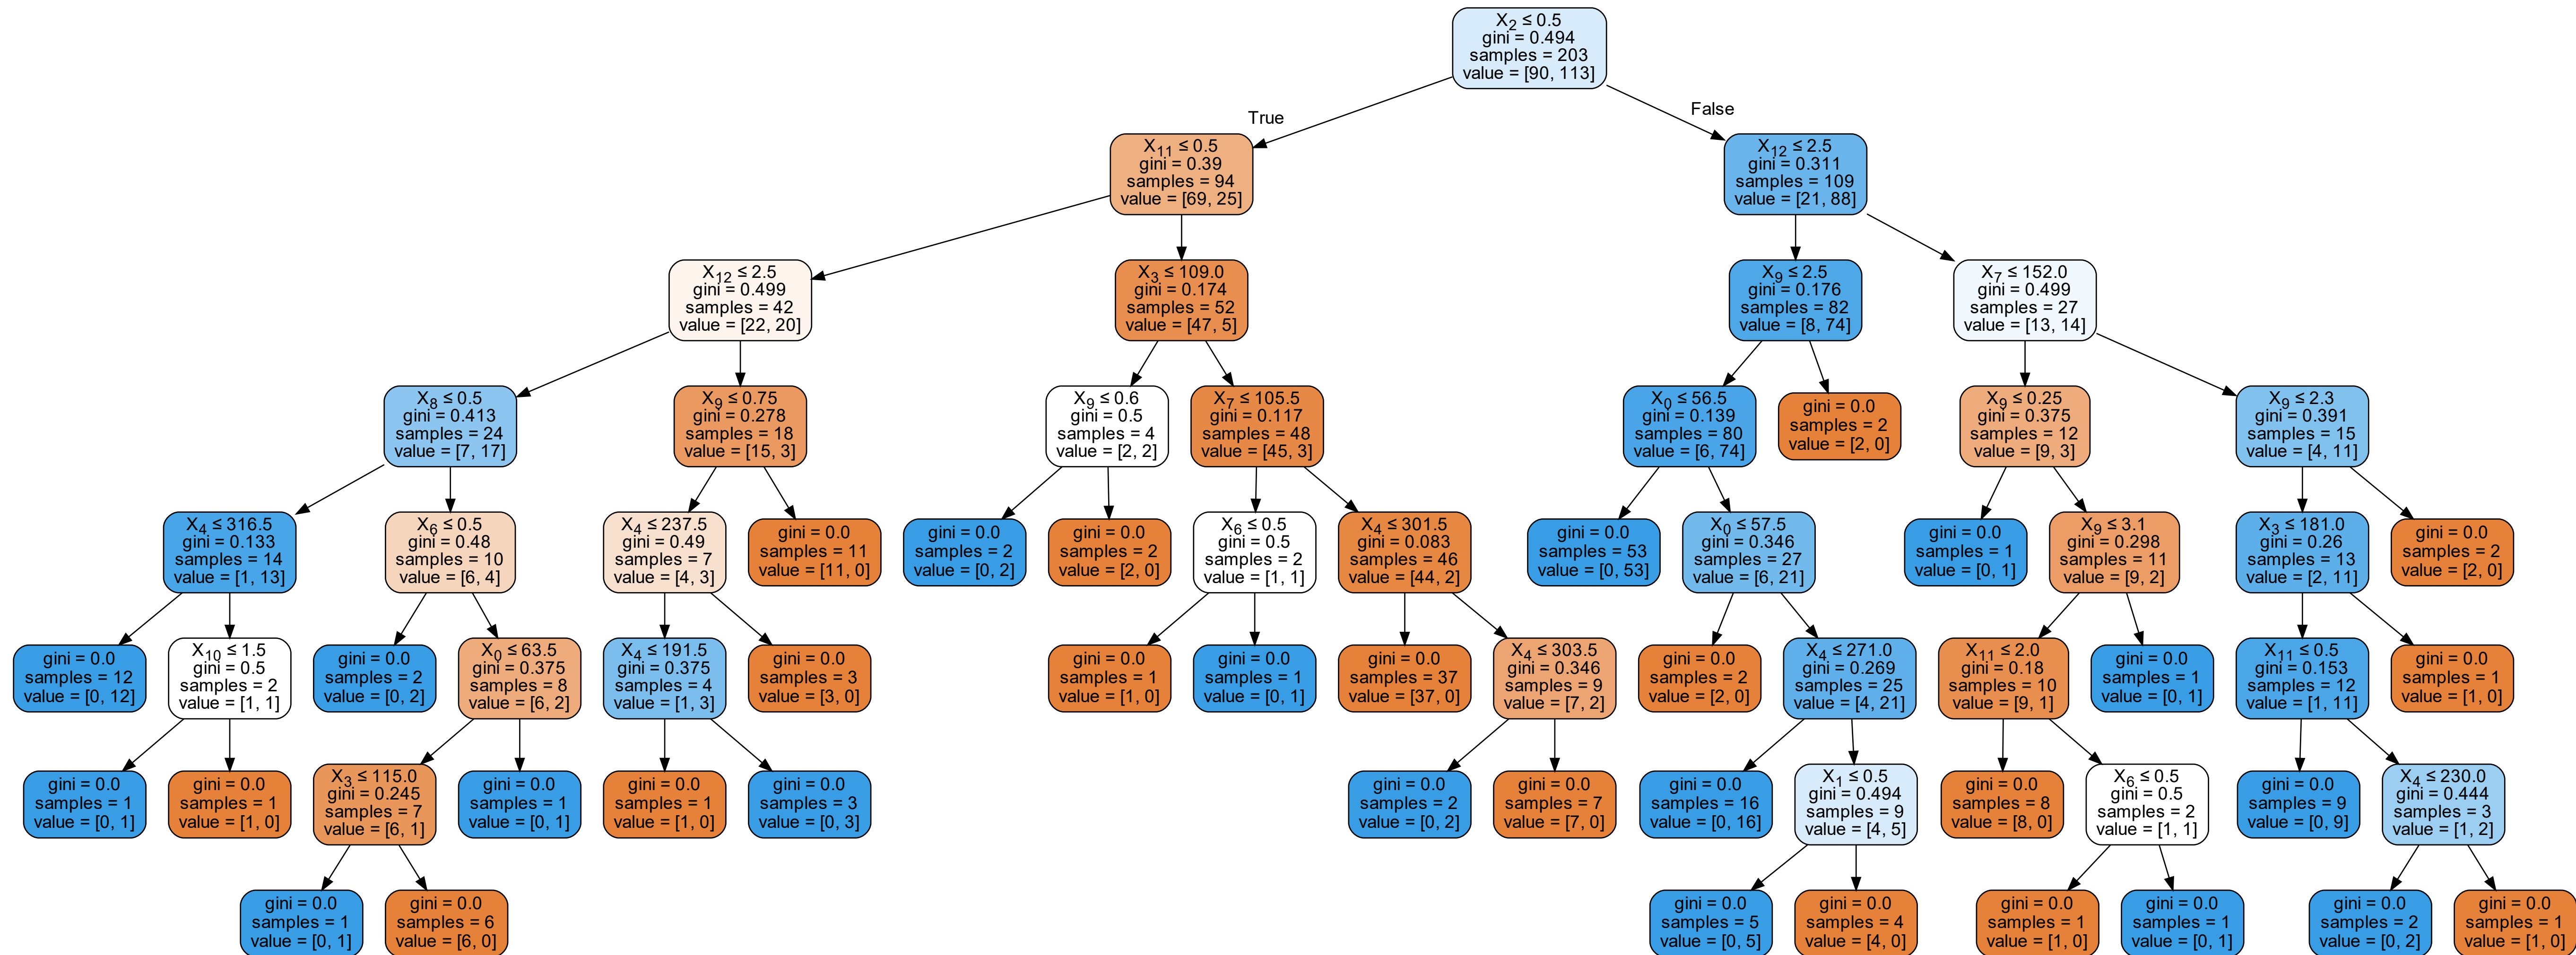 X2 ≤ 0.5
gini = 0.494
samples = 203
value = [90, 113]
True
False
X11 ≤ 0.5
gini = 0.39
samples = 94
value = [69, 25]
X12 ≤ 2.5
gini = 0.311
samples = 109
value = [21, 88]
X12 ≤ 2.5
gini = 0.499
samples = 42
value = [22, 20]
X3 ≤ 109.0
gini = 0.174
samples = 52
value = [47, 5]
X9 ≤ 2.5
gini = 0.176
samples = 82
value = [8, 74]
X7 ≤ 152.0
gini = 0.499
samples = 27
value = [13, 14]
X8 ≤ 0.5
gini = 0.413
samples = 24
value = [7, 17]
X9 ≤ 0.75
gini = 0.278
samples = 18
value = [15, 3]
X9 ≤ 0.6
gini = 0.5
samples = 4
value = [2, 2]
X7 ≤ 105.5
gini = 0.117
samples = 48
value = [45, 3]
X0 ≤ 56.5
gini = 0.139
samples = 80
value = [6, 74]
gini = 0.0
samples = 2
value = [2, 0]
X9 ≤ 0.25
gini = 0.375
samples = 12
value = [9, 3]
X9 ≤ 2.3
gini = 0.391
samples = 15
value = [4, 11]
X4 ≤ 316.5
gini = 0.133
samples = 14
value = [1, 13]
X6 ≤ 0.5
gini = 0.48
samples = 10
value = [6, 4]
X4 ≤ 237.5
gini = 0.49
samples = 7
value = [4, 3]
gini = 0.0
samples = 11
value = [11, 0]
gini = 0.0
samples = 2
value = [0, 2]
gini = 0.0
samples = 2
value = [2, 0]
X6 ≤ 0.5
gini = 0.5
samples = 2
value = [1, 1]
X4 ≤ 301.5
gini = 0.083
samples = 46
value = [44, 2]
gini = 0.0
samples = 53
value = [0, 53]
X0 ≤ 57.5
gini = 0.346
samples = 27
value = [6, 21]
gini = 0.0
samples = 1
value = [0, 1]
X9 ≤ 3.1
gini = 0.298
samples = 11
value = [9, 2]
X3 ≤ 181.0
gini = 0.26
samples = 13
value = [2, 11]
gini = 0.0
samples = 2
value = [2, 0]
gini = 0.0
samples = 12
value = [0, 12]
X10 ≤ 1.5
gini = 0.5
samples = 2
value = [1, 1]
gini = 0.0
samples = 2
value = [0, 2]
X0 ≤ 63.5
gini = 0.375
samples = 8
value = [6, 2]
X4 ≤ 191.5
gini = 0.375
samples = 4
value = [1, 3]
gini = 0.0
samples = 3
value = [3, 0]
gini = 0.0
samples = 1
value = [1, 0]
gini = 0.0
samples = 1
value = [0, 1]
gini = 0.0
samples = 37
value = [37, 0]
X4 ≤ 303.5
gini = 0.346
samples = 9
value = [7, 2]
gini = 0.0
samples = 2
value = [2, 0]
X4 ≤ 271.0
gini = 0.269
samples = 25
value = [4, 21]
X11 ≤ 2.0
gini = 0.18
samples = 10
value = [9, 1]
gini = 0.0
samples = 1
value = [0, 1]
X11 ≤ 0.5
gini = 0.153
samples = 12
value = [1, 11]
gini = 0.0
samples = 1
value = [1, 0]
gini = 0.0
samples = 1
value = [0, 1]
gini = 0.0
samples = 1
value = [1, 0]
X3 ≤ 115.0
gini = 0.245
samples = 7
value = [6, 1]
gini = 0.0
samples = 1
value = [0, 1]
gini = 0.0
samples = 1
value = [1, 0]
gini = 0.0
samples = 3
value = [0, 3]
gini = 0.0
samples = 2
value = [0, 2]
gini = 0.0
samples = 7
value = [7, 0]
gini = 0.0
samples = 16
value = [0, 16]
X1 ≤ 0.5
gini = 0.494
samples = 9
value = [4, 5]
gini = 0.0
samples = 8
value = [8, 0]
X6 ≤ 0.5
gini = 0.5
samples = 2
value = [1, 1]
gini = 0.0
samples = 9
value = [0, 9]
X4 ≤ 230.0
gini = 0.444
samples = 3
value = [1, 2]
gini = 0.0
samples = 1
value = [0, 1]
gini = 0.0
samples = 6
value = [6, 0]
gini = 0.0
samples = 5
value = [0, 5]
gini = 0.0
samples = 4
value = [4, 0]
gini = 0.0
samples = 1
value = [1, 0]
gini = 0.0
samples = 1
value = [0, 1]
gini = 0.0
samples = 2
value = [0, 2]
gini = 0.0
samples = 1
value = [1, 0]